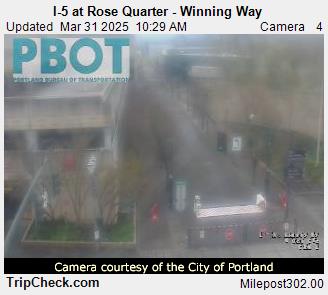 I-5 at Rose Quarter - Winning Way
Updated Mar 31 2025 10:29 AM Camera 4
PBOT
PORTLAND BUREAU OF TRANSPORTATION
Camera courtesy of the City of Portland
TripCheck.com Milepost302.00